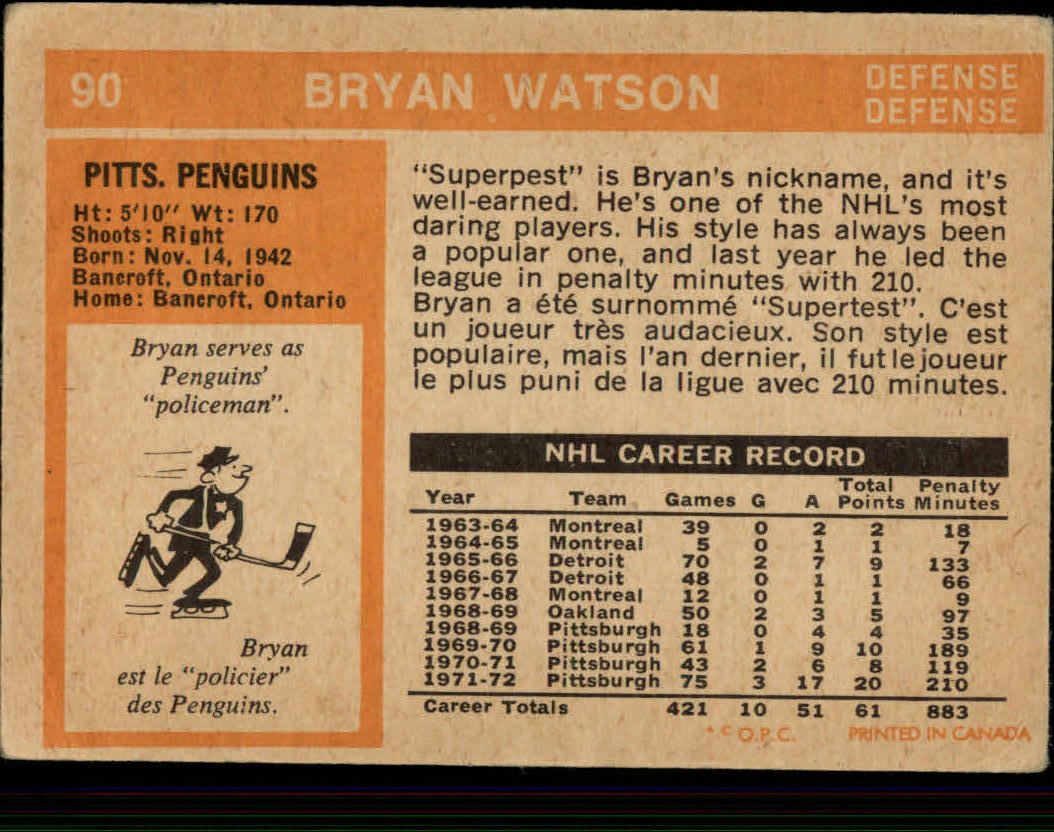 90 BRYAN WATSON DEFENSE
DEFENSE
PITTS. PENGUINS
Ht: 5'10" Wt: 170
Shoots: Right
Born: Nov. 14, 1942
Bancroft, Ontario
Home: Bancroft, Ontario
Bryan serves as
Penguins'
"policeman".
Bryan
est le "policier"
des Penguins.
"Superpest" is Bryan's nickname, and it's
well-earned. He's one of the NHL's most
daring players. His style has always been
a popular one, and last year he led the
league in penalty minutes with 210.
Bryan a été surnommé "Supertest". C'est
un joueur très audacieux. Son style est
populaire, mais l'an dernier, il fut le joueur
le plus puni de la ligue avec 210 minutes.
NHL CAREER RECORD
Total Penalty
Year Team Games G A Points Minutes
1963-64 Montreal 39 0 2 2 18
1964-65 Montreal 5 0 1 1 7
1965-66 Detroit 70 2 7 9 133
1966-67 Detroit 48 0 1 1 66
1967-68 Montreal 12 0 1 1 9
1968-69 Oakland 50 2 3 5 97
1968-69 Pittsburgh 18 0 4 4 35
1969-70 Pittsburgh 61 1 9 10 189
1970-71 Pittsburgh 43 2 6 8 119
1971-72 Pittsburgh 75 3 17 20 210
Career Totals 421 10 51 61 883
* © O.P.C. PRINTED IN CANADA